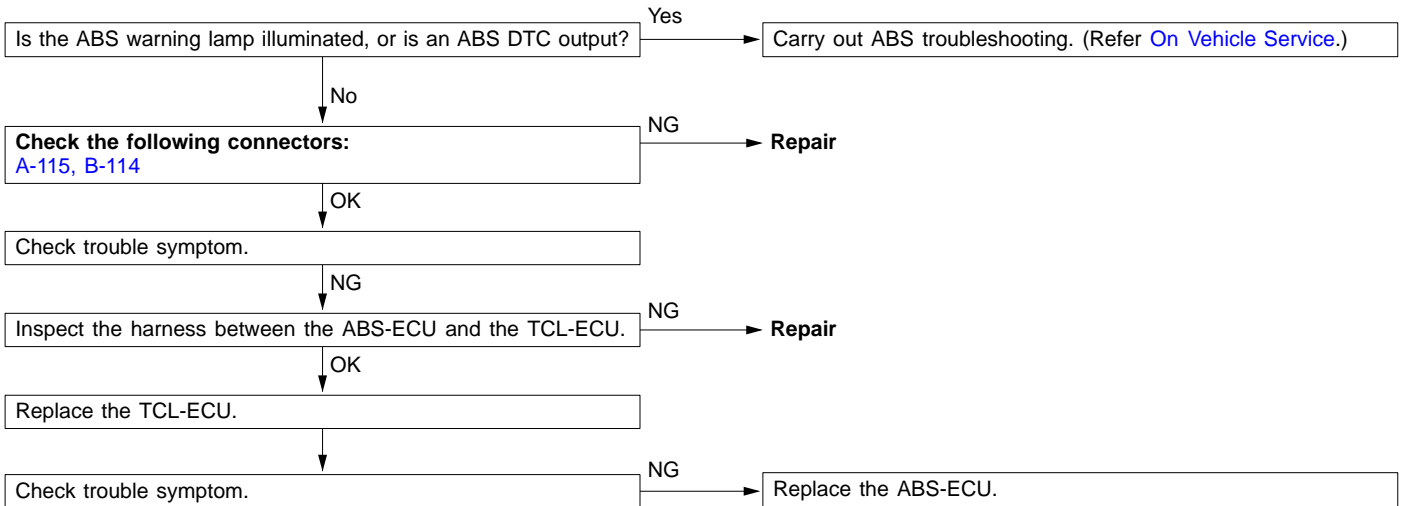 Yes
Is the ABS warning lamp illuminated, or is an ABS DTC output?
Carry out ABS troubleshooting. (Refer On Vehicle Service.)
No
Check the following connectors:
A-115, B-114
NG
Repair
OK
Check trouble symptom.
NG
Inspect the harness between the ABS-ECU and the TCL-ECU.
NG
Repair
OK
Replace the TCL-ECU.
Check trouble symptom.
NG
Replace the ABS-ECU.